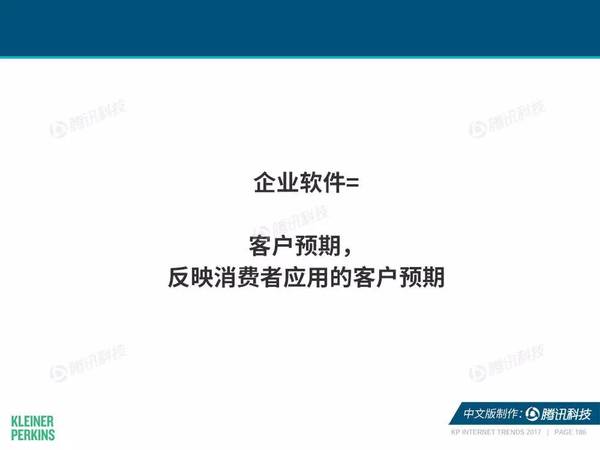 腾讯科技
腾讯科技
企业软件=
腾讯科技
客户预期，
反映消费者应用的客户预期
腾讯科技
腾讯科技
KLEINER
PERKINS
中文版制作：腾讯科技
KP INTERNET TRENDS 2017 | PAGE 186